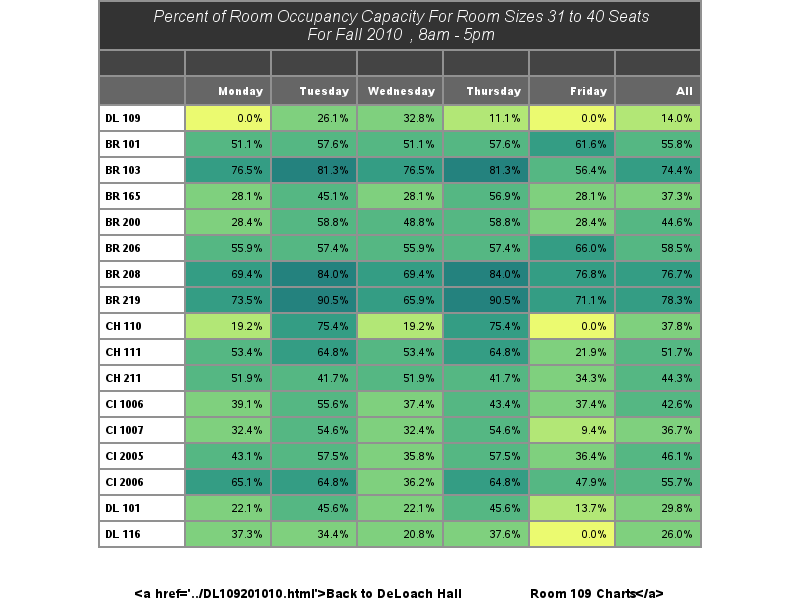 Percent of Room Occupancy Capacity For Room Sizes 31 to 40 Seats
For Fall 2010 , 8am - 5pm
Monday Tuesday Wednesday Thursday Friday All
DL 109 0.0% 26.1% 32.8% 11.1% 0.0% 14.0%
BR 101 51.1% 57.6% 51.1% 57.6% 61.6% 55.8%
BR 103 76.5% 81.3% 76.5% 81.3% 56.4% 74.4%
BR 165 28.1% 45.1% 28.1% 56.9% 28.1% 37.3%
BR 200 28.4% 58.8% 48.8% 58.8% 28.4% 44.6%
BR 206 55.9% 57.4% 55.9% 57.4% 66.0% 58.5%
BR 208 69.4% 84.0% 69.4% 84.0% 76.8% 76.7%
BR 219 73.5% 90.5% 65.9% 90.5% 71.1% 78.3%
CH 110 19.2% 75.4% 19.2% 75.4% 0.0% 37.8%
CH 111 53.4% 64.8% 53.4% 64.8% 21.9% 51.7%
CH 211 51.9% 41.7% 51.9% 41.7% 34.3% 44.3%
CI 1006 39.1% 55.6% 37.4% 43.4% 37.4% 42.6%
CI 1007 32.4% 54.6% 32.4% 54.6% 9.4% 36.7%
CI 2005 43.1% 57.5% 35.8% 57.5% 36.4% 46.1%
CI 2006 65.1% 64.8% 36.2% 64.8% 47.9% 55.7%
DL 101 22.1% 45.6% 22.1% 45.6% 13.7% 29.8%
DL 116 37.3% 34.4% 20.8% 37.6% 0.0% 26.0%
<a href='../DL109201010.html'>Back to DeLoach Hall Room 109 Charts</a>